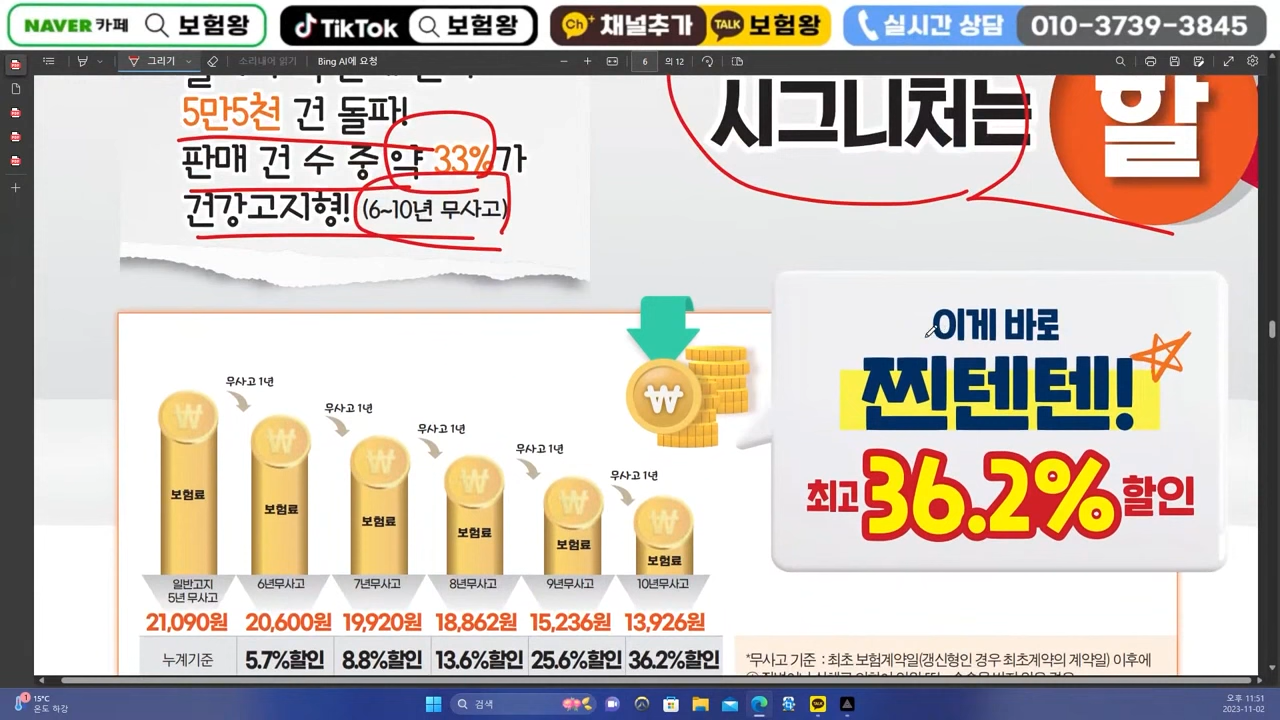 NAVER 카페 보험왕
TikTok 보험왕
Ch+ 채널추가 TALK 보험왕
실시간 상담 010-3739-3845
그리기 소리내어 읽기 Bing AI에 요청
6 의 12
5만5천 건 돌파!
판매 건 수 중 약 33%가
건강고지형! (6~10년 무사고)
시그니처는
할
이게 바로
찐텐텐!
최고 36.2% 할인
무사고 1년
무사고 1년
무사고 1년
무사고 1년
무사고 1년
보험료 보험료 보험료 보험료 보험료 보험료
일반고지 5년 무사고 6년무사고 7년무사고 8년무사고 9년무사고 10년무사고
21,090원 20,600원 19,920원 18,862원 15,236원 13,926원
누계기준 5.7%할인 8.8%할인 13.6%할인 25.6%할인 36.2%할인
*무사고 기준 : 최초 보험계약일(갱신형인 경우 최초계약의 계약일) 이후에
15°C
온도 하강
검색
오후 11:51
2023-11-02